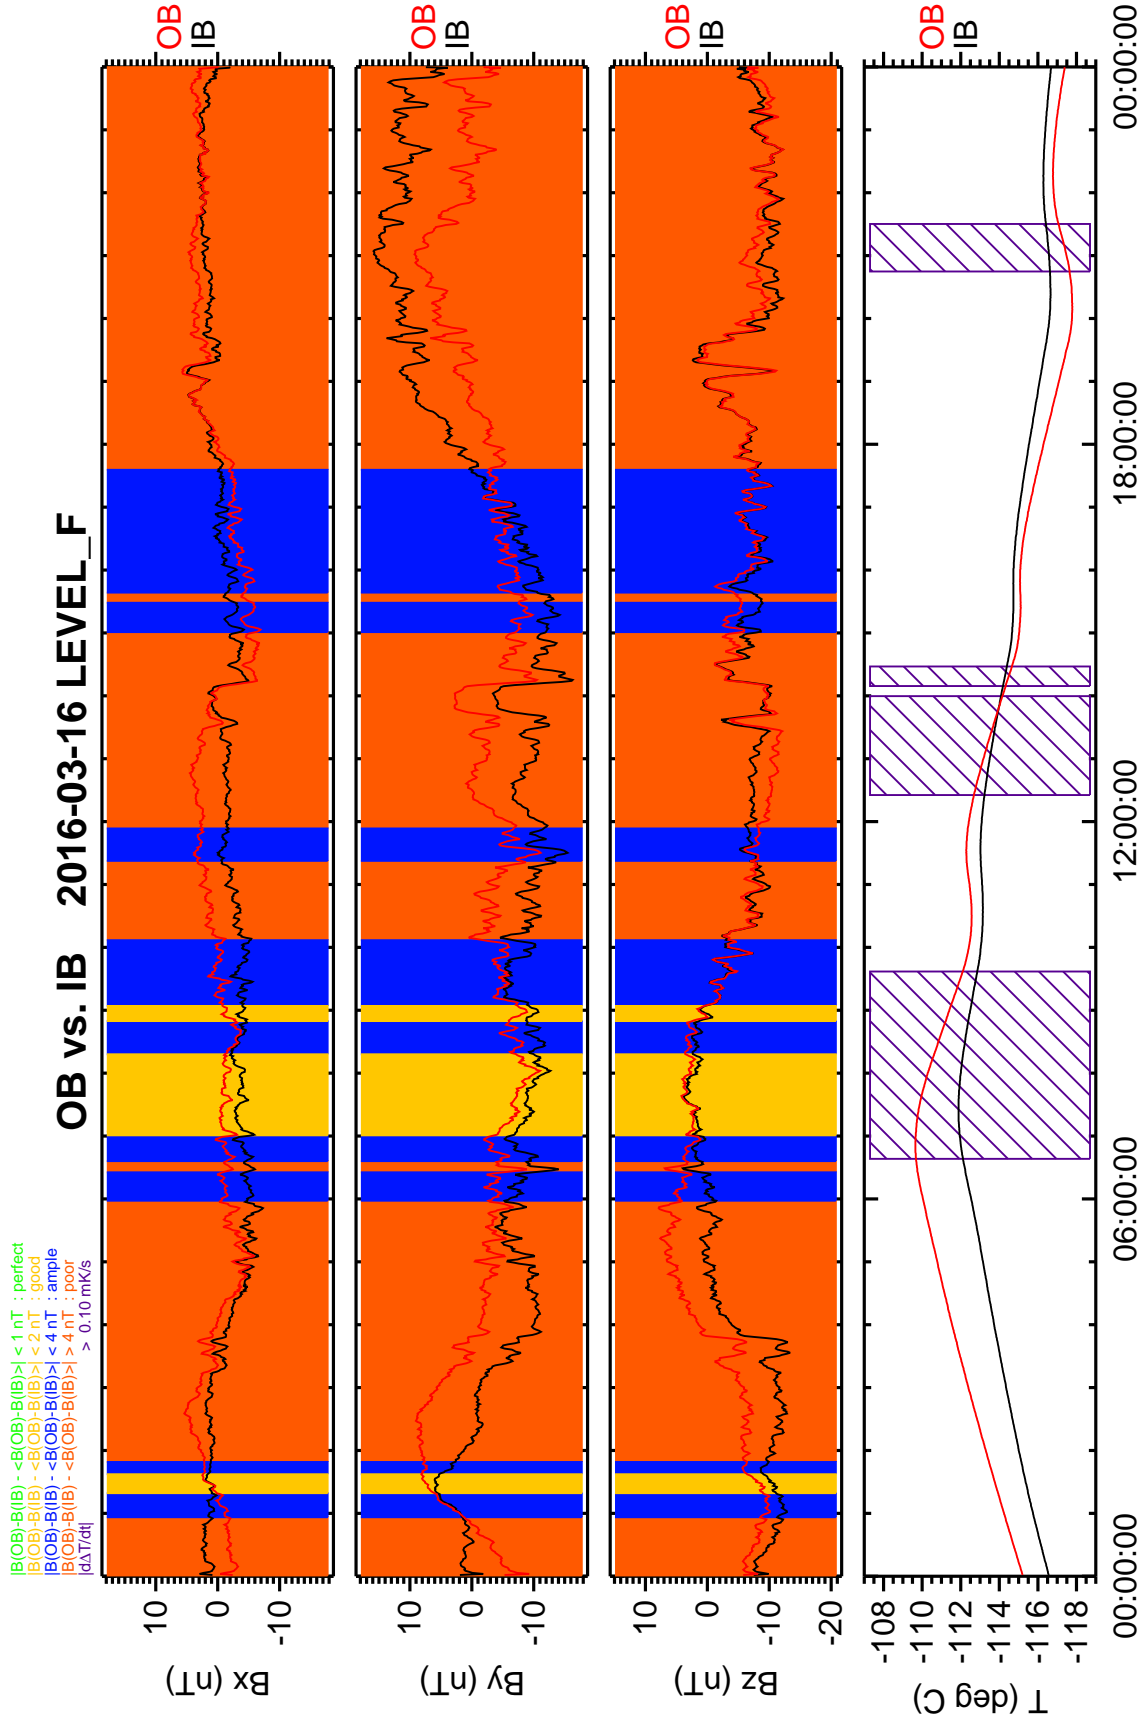 |B(OB)-B(IB) - <B(OB)-B(IB)>| < 1 nT : perfect
|B(OB)-B(IB) - <B(OB)-B(IB)>| < 2 nT : good
|B(OB)-B(IB) - <B(OB)-B(IB)>| < 4 nT : ample
|B(OB)-B(IB) - <B(OB)-B(IB)>| > 4 nT : poor
|dΔT/dt| > 0.10 mK/s
OB vs. IB 2016-03-16 LEVEL_F
Bx (nT)
10
0
-10
OB
IB
By (nT)
10
0
-10
OB
IB
Bz (nT)
10
0
-10
-20
OB
IB
T (deg C)
-108
-110
-112
-114
-116
-118
OB
IB
00:00:00 06:00:00 12:00:00 18:00:00 00:00:00